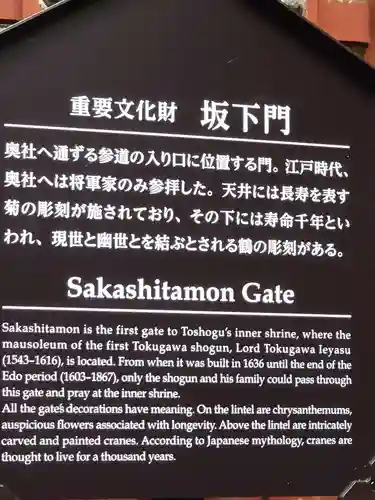 重要文化財 坂下門
奥社へ通ずる参道の入り口に位置する門。江戸時代、
奥社へは将軍家のみ参拝した。天井には長寿を表す
菊の彫刻が施されており、その下には寿命千年とい
われ、現世と幽世とを結ぶとされる鶴の彫刻がある。
Sakashitamon Gate
Sakashitamon is the first gate to Toshogu's inner shrine, where the
mausoleum of the first Tokugawa shogun, Lord Tokugawa Ieyasu
(1543–1616), is located. From when it was built in 1636 until the end of the
Edo period (1603–1867), only the shogun and his family could pass through
this gate and pray at the inner shrine.
All the gate's decorations have meaning. On the lintel are chrysanthemums,
auspicious flowers associated with longevity. Above the lintel are intricately
carved and painted cranes. According to Japanese mythology, cranes are
thought to live for a thousand years.